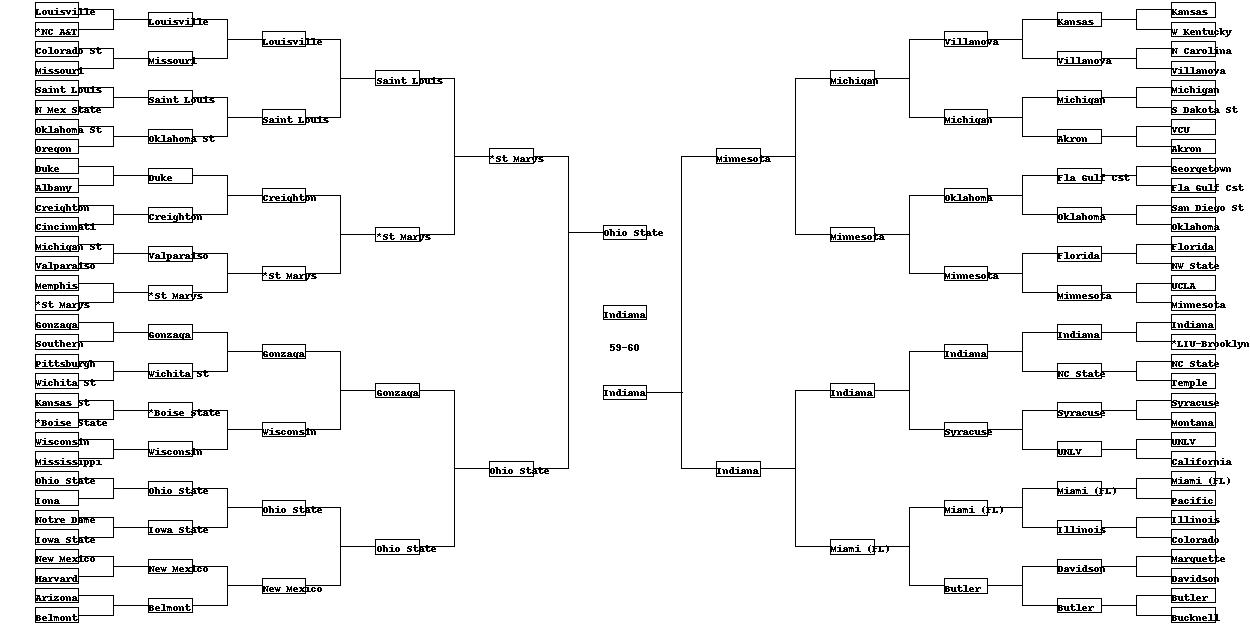 Louisville
*NC A&T
Colorado St
Missouri
Saint Louis
N Mex State
Oklahoma St
Oregon
Duke
Albany
Creighton
Cincinnati
Michigan St
Valparaiso
Memphis
*St Marys
Gonzaga
Southern
Pittsburgh
Wichita St
Kansas St
*Boise State
Wisconsin
Mississippi
Ohio State
Iona
Notre Dame
Iowa State
New Mexico
Harvard
Arizona
Belmont
Louisville
Missouri
Saint Louis
Oklahoma St
Duke
Creighton
Valparaiso
*St Marys
Gonzaga
Wichita St
*Boise State
Wisconsin
Ohio State
Iowa State
New Mexico
Belmont
Louisville
Saint Louis
Creighton
*St Marys
Gonzaga
Wisconsin
Ohio State
New Mexico
Saint Louis
*St Marys
Gonzaga
Ohio State
*St Marys
Ohio State
Ohio State
Indiana
59-60
Indiana
Minnesota
Indiana
Michigan
Minnesota
Indiana
Miami (FL)
Villanova
Michigan
Oklahoma
Minnesota
Indiana
Syracuse
Miami (FL)
Butler
Kansas
Villanova
Michigan
Akron
Fla Gulf Cst
Oklahoma
Florida
Minnesota
Indiana
NC State
Syracuse
UNLV
Miami (FL)
Illinois
Davidson
Butler
Kansas
W Kentucky
N Carolina
Villanova
Michigan
S Dakota St
VCU
Akron
Georgetown
Fla Gulf Cst
San Diego St
Oklahoma
Florida
NW State
UCLA
Minnesota
Indiana
*LIU-Brooklyn
NC State
Temple
Syracuse
Montana
UNLV
California
Miami (FL)
Pacific
Illinois
Colorado
Marquette
Davidson
Butler
Bucknell